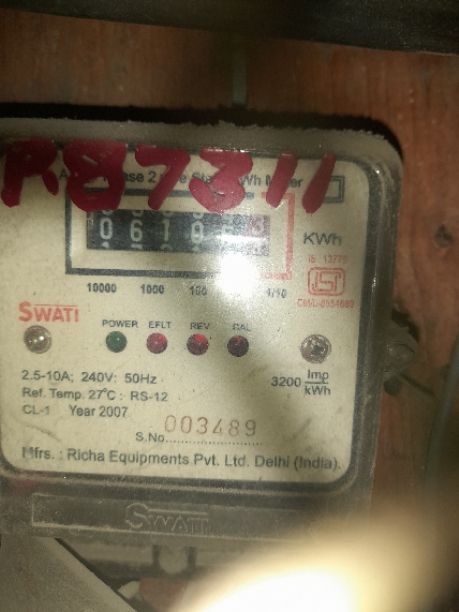 R87311
KWh
IS 13779
10000 1000 1/10
SWATI
POWER EFLT REV CAL
2.5-10A; 240V: 50Hz
3200 Imp/kWh
Ref. Temp. 27°C : RS-12
CL-1 Year 2007
S.No. 003489
Mfrs. : Richa Equipments Pvt. Ltd. Delhi (India).
SWATI